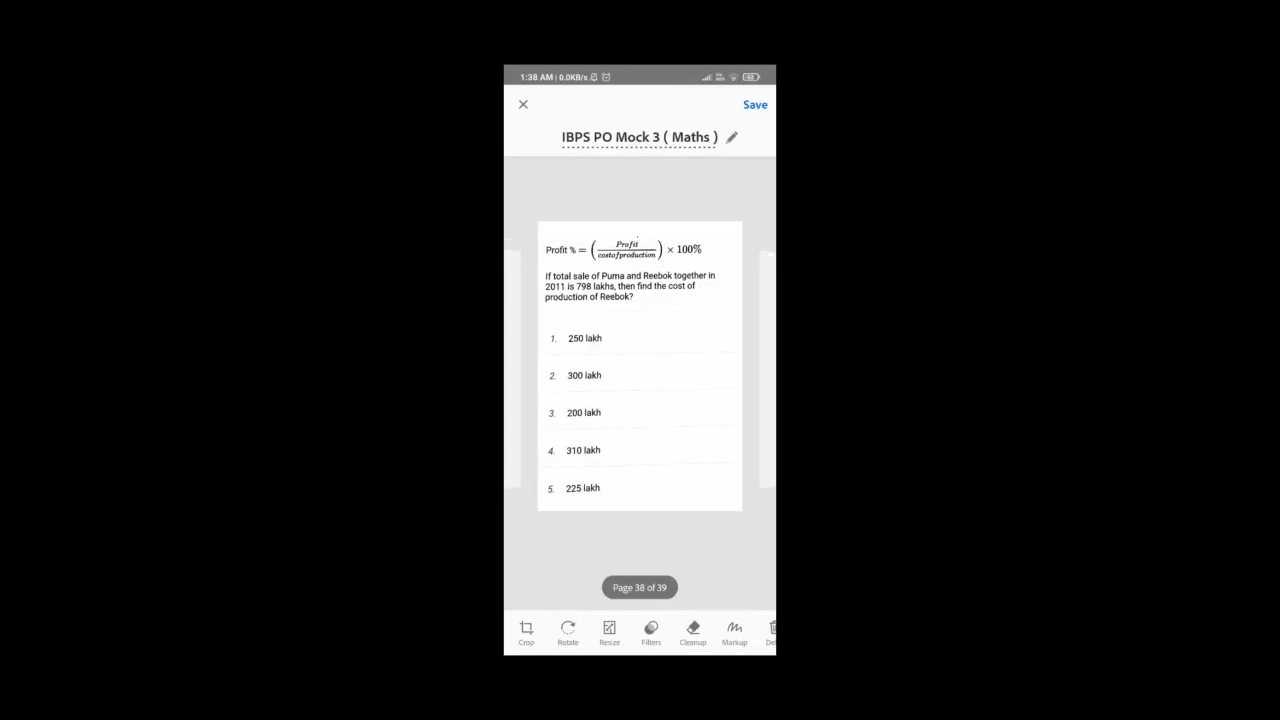 1:38 AM | 0.0KB/s
Save
IBPS PO Mock 3 ( Maths )
Profit % = ( Profit / costofproduction ) × 100%
If total sale of Puma and Reebok together in
2011 is 798 lakhs, then find the cost of
production of Reebok?
1. 250 lakh
2. 300 lakh
3. 200 lakh
4. 310 lakh
5. 225 lakh
Page 38 of 39
Crop Rotate Resize Filters Cleanup Markup